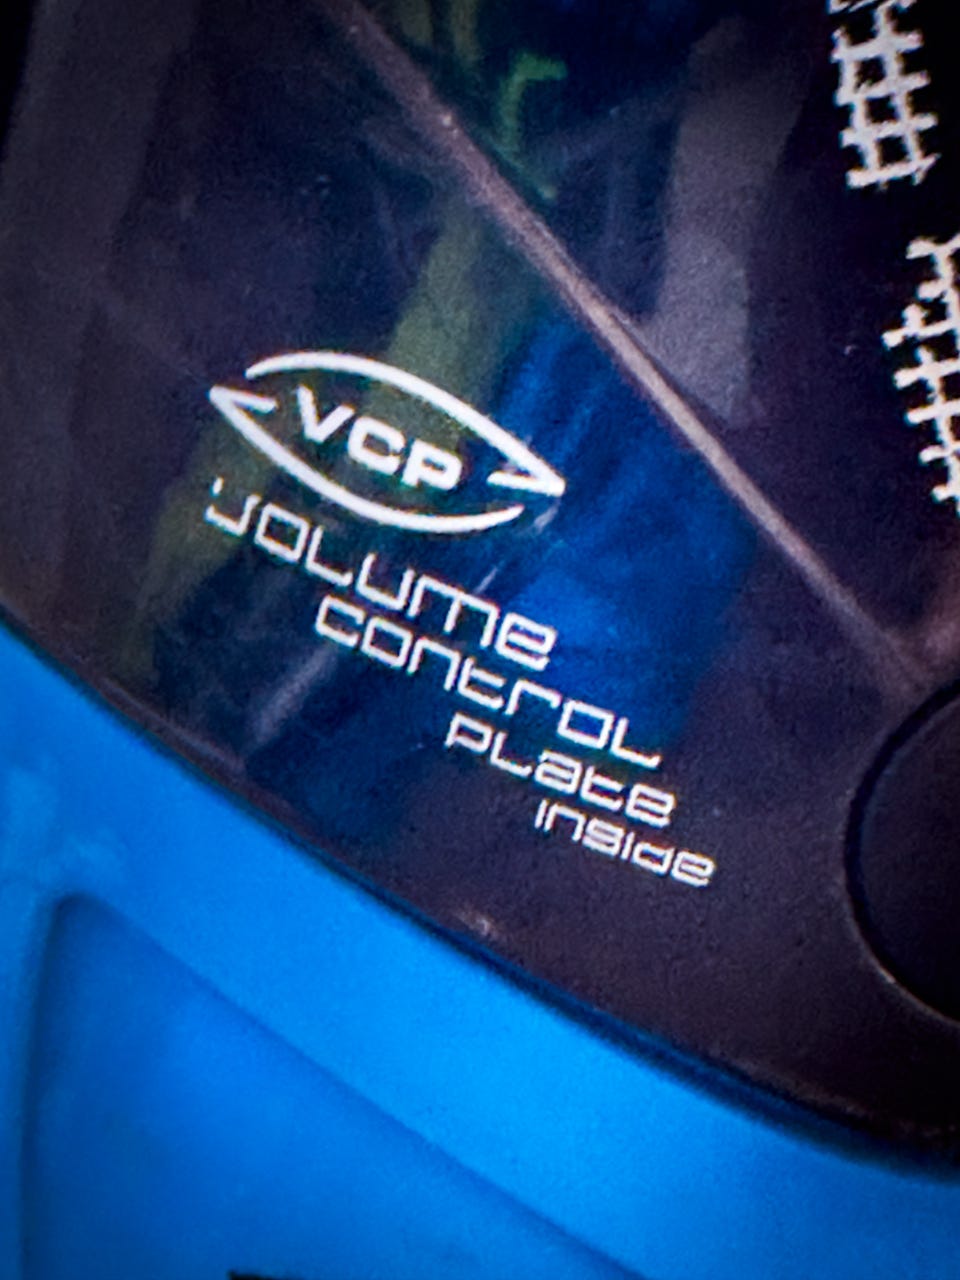 VCP
VOLUME
CONTROL
PLATE
INSIDE